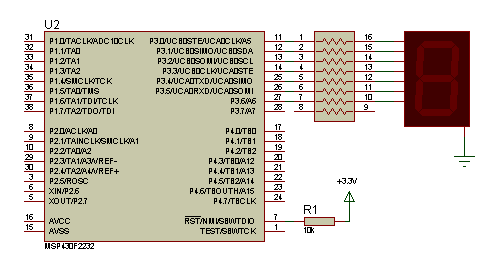 U2
31 P1.0/TACLK/ADC10CLK P3.0/UCB0STE/UCA0CLK/A5 11 1 16
32 P1.1/TA0 P3.1/UCB0SIMO/UCB0SDA 12 2 15
33 P1.2/TA1 P3.2/UCB0SOMI/UCB0SCL 13 3 14
34 P1.3/TA2 P3.3/UCB0CLK/UCA0STE 14 4 13
35 P1.4/SMCLK/TCK P3.4/UCA0TXD/UCA0SIMO 25 5 12
36 P1.5/TA0/TMS P3.5/UCA0RXD/UCA0SOMI 26 6 11
37 P1.6/TA1/TDI/TCLK P3.6/A6 27 7 10
38 P1.7/TA2/TDO/TDI P3.7/A7 28 8 9
8 P2.0/ACLK/A0 P4.0/TB0 17
9 P2.1/TAINCLK/SMCLK/A1 P4.1/TB1 18
10 P2.2/TA0/A2 P4.2/TB2 19
29 P2.3/TA1/A3/VREF- P4.3/TB0/A12 20
30 P2.4/TA2/A4/VREF+ P4.4/TB1/A13 21
3 P2.5/ROSC P4.5/TB2/A14 22
6 XIN/P2.6 P4.6/TBOUTH/A15 23
5 XOUT/P2.7 P4.7/TBCLK 24
+3.3V
16 AVCC RST/NMI/SBWTDIO 7 R1
15 AVSS TEST/SBWTCK 1 10k
MSP430F2232